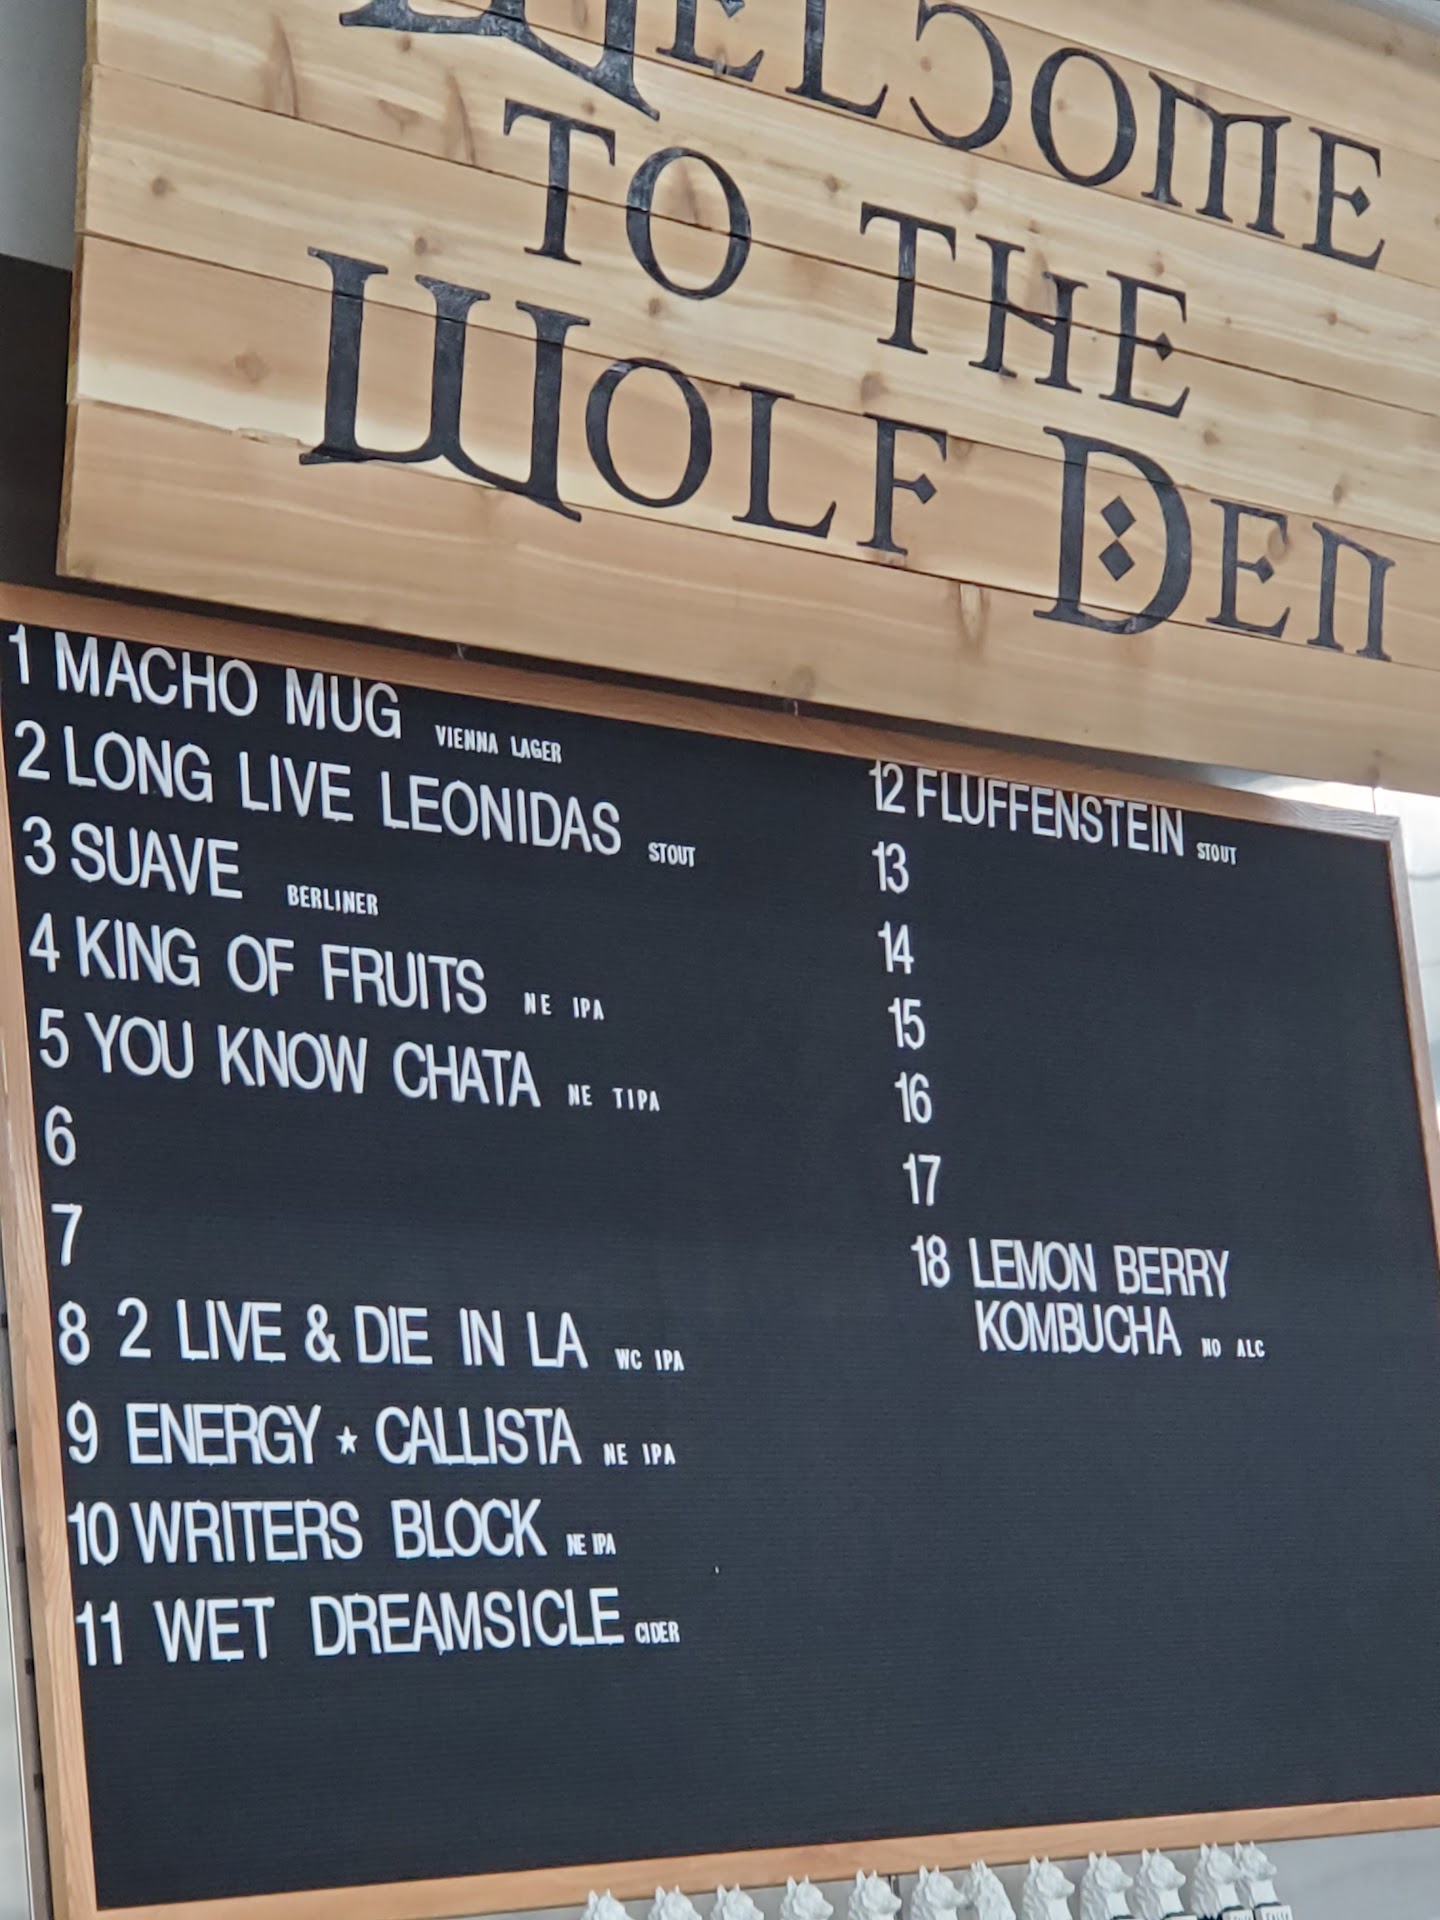 WELCOME
TO THE
WOLF DEN
1 MACHO MUG VIENNA LAGER
2 LONG LIVE LEONIDAS STOUT
3 SUAVE BERLINER
4 KING OF FRUITS NE IPA
5 YOU KNOW CHATA NE TIPA
6
7
8 2 LIVE & DIE IN LA WC IPA
9 ENERGY ★ CALLISTA NE IPA
10 WRITERS BLOCK NE IPA
11 WET DREAMSICLE CIDER
12 FLUFFENSTEIN STOUT
13
14
15
16
17
18 LEMON BERRY
KOMBUCHA NO ALC